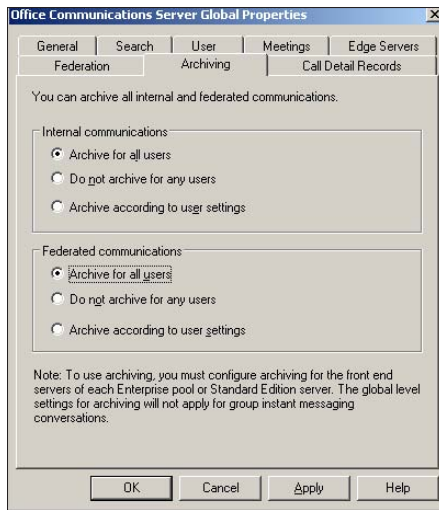 Office Communications Server Global Properties
General Search User Meetings Edge Servers
Federation Archiving Call Detail Records
You can archive all internal and federated communications.
Internal communications
Archive for all users
Do not archive for any users
Archive according to user settings
Federated communications
Archive for all users
Do not archive for any users
Archive according to user settings
Note: To use archiving, you must configure archiving for the front end
servers of each Enterprise pool or Standard Edition server. The global level
settings for archiving will not apply for group instant messaging
conversations.
OK Cancel Apply Help